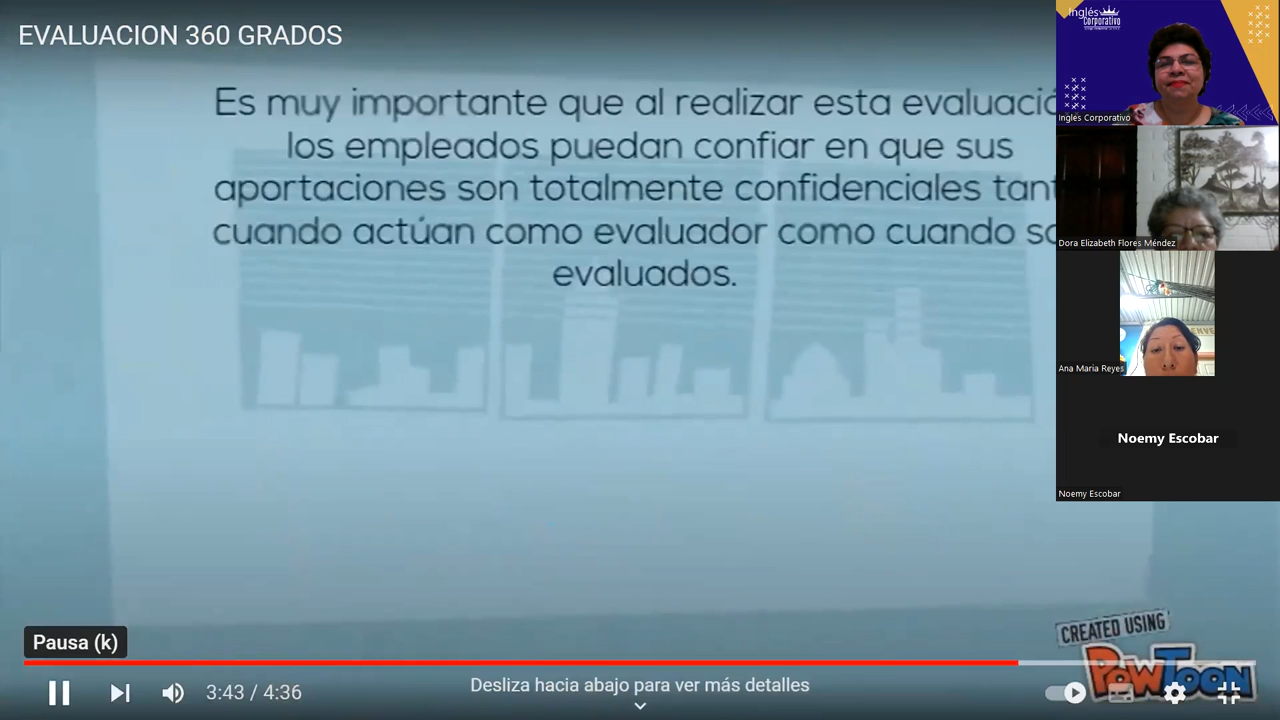 EVALUACION 360 GRADOS
Es muy importante que al realizar esta evaluació
los empleados puedan confiar en que sus
aportaciones son totalmente confidenciales tant
cuando actúan como evaluador como cuando so
evaluados.
Pausa (k)
3:43 / 4:36
Desliza hacia abajo para ver más detalles
CREATED USING
PowToon
Inglés
Corporativo
Inglés Corporativo
Dora Elizabeth Flores Méndez
Ana Maria Reyes
Noemy Escobar
Noemy Escobar